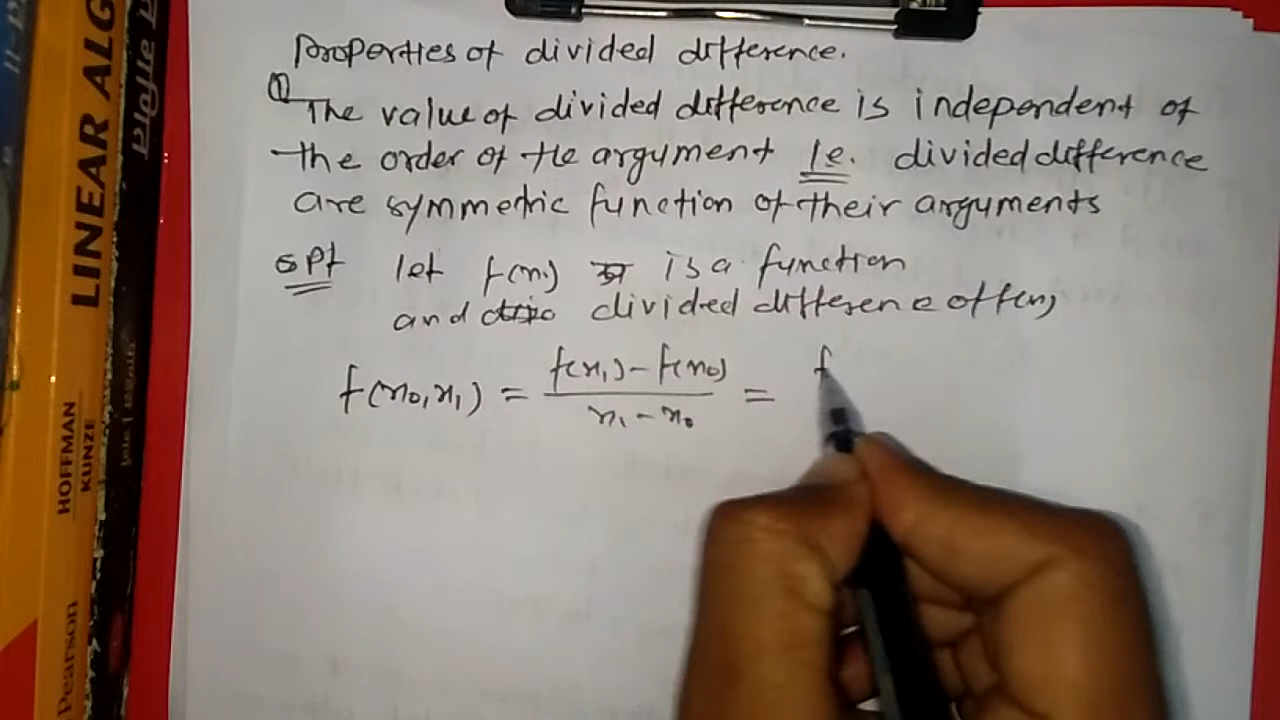 Properties of divided difference.
①
The value of divided difference is independent of
the order of the argument Ie. divided difference
are symmetric function of their arguments
let f(x) is a function
and divided difference of f(x)
f(x₀,x₁) = f(x₁)-f(x₀) / x₁-x₀ = f
LINEAR ALG
HOFFMAN
KUNZE
Pearson